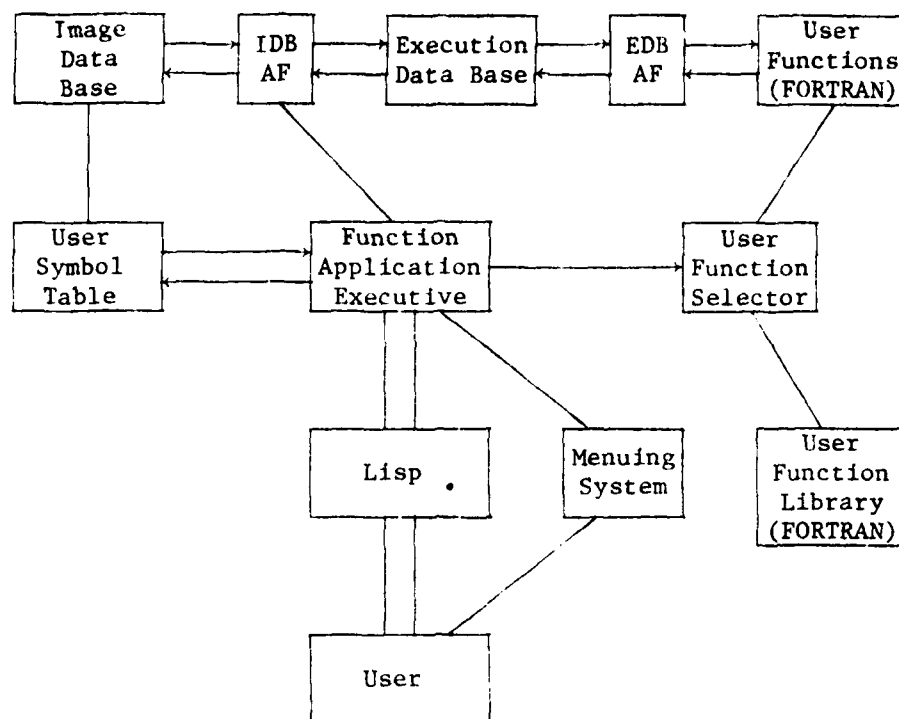 Image
Data
Base
IDB
AF
Execution
Data Base
EDB
AF
User
Functions
(FORTRAN)
User
Symbol
Table
Function
Application
Executive
User
Function
Selector
Lisp
Menuing
System
User
Function
Library
(FORTRAN)
User